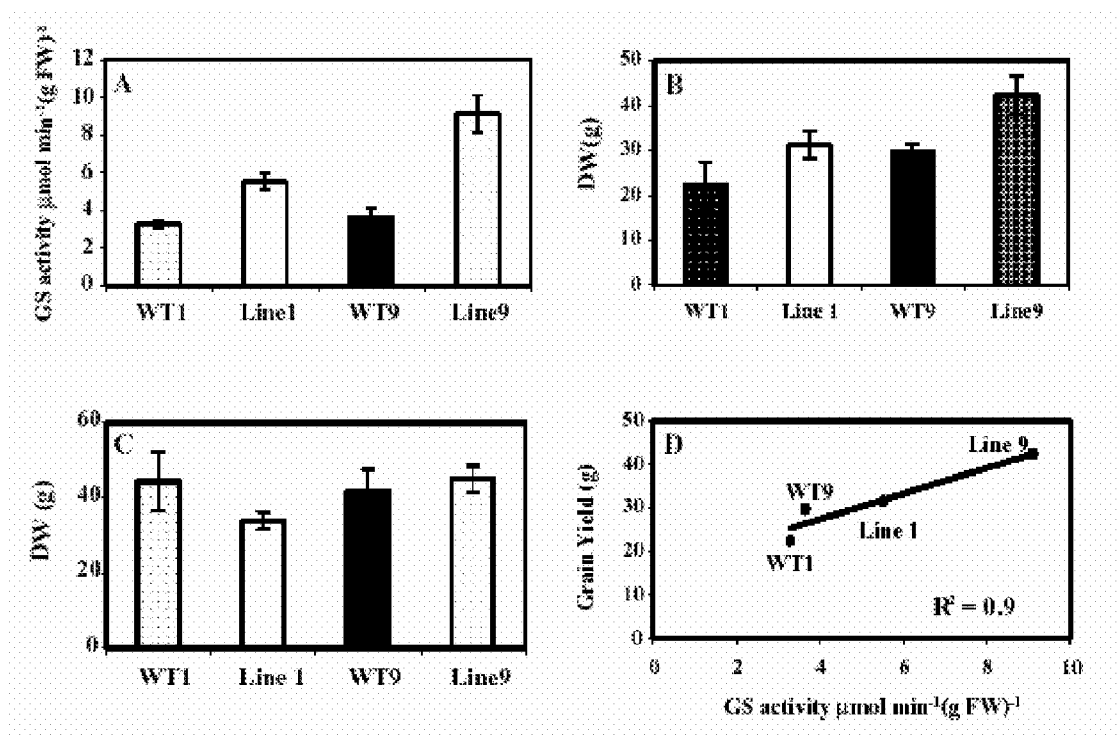 A
GS activity µmol min-1(g FW)-1
12
10
8
6
4
2
0
WT1 Line1 WT9 Line9
B
DW(g)
50
40
30
20
10
0
WT1 Line 1 WT9 Line9
C
DW (g)
60
40
20
0
WT1 Line 1 WT9 Line9
D
Grain Yield (g)
50
40
30
20
10
0
Line 9
WT9
Line 1
WT1
R² = 0.9
0 2 4 6 8 10
GS activity µmol min-1(g FW)-1